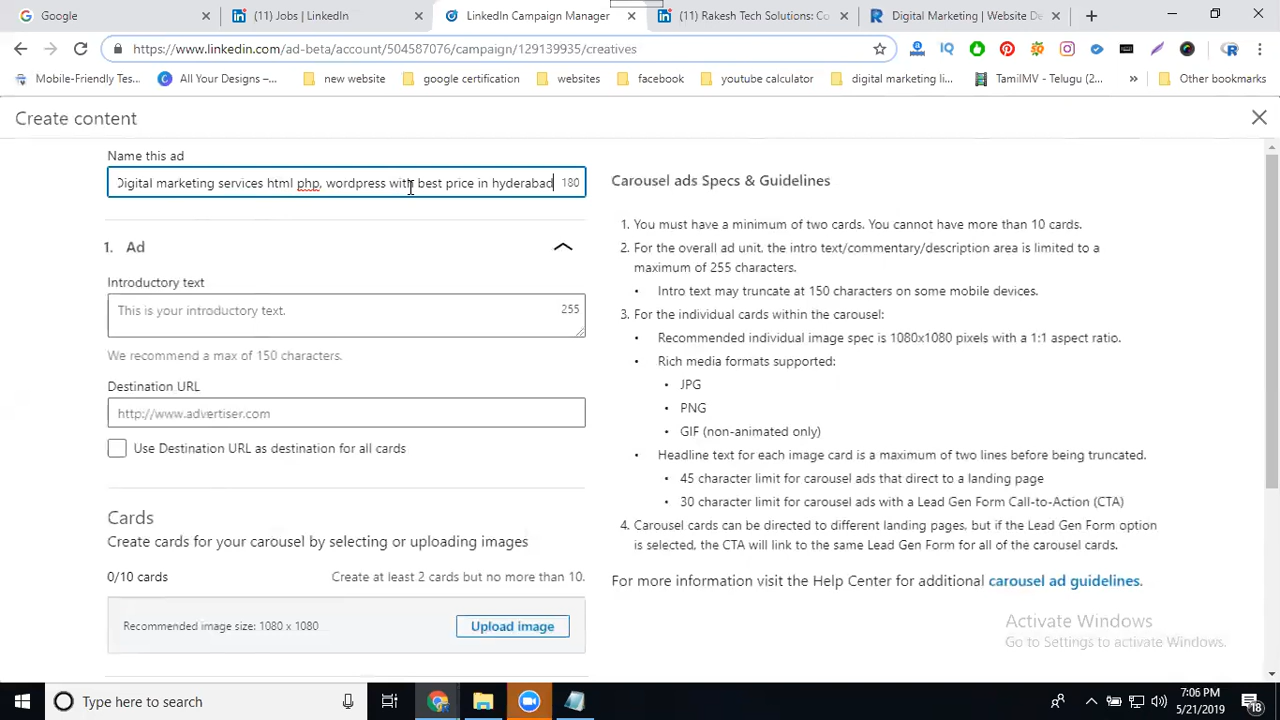 Google
(11) Jobs | LinkedIn
LinkedIn Campaign Manager
(11) Rakesh Tech Solutions: Co
Digital Marketing | Website De
https://www.linkedin.com/ad-beta/account/504587076/campaign/129139935/creatives
Mobile-Friendly Tes...
All Your Designs –...
new website
google certification
websites
facebook
youtube calculator
digital marketing li...
TamilMV - Telugu (2...
Other bookmarks
Create content
Name this ad
Digital marketing services html php, wordpress with best price in hyderabad 180
1. Ad
Introductory text
This is your introductory text. 255
We recommend a max of 150 characters.
Destination URL
http://www.advertiser.com
Use Destination URL as destination for all cards
Cards
Create cards for your carousel by selecting or uploading images
0/10 cards Create at least 2 cards but no more than 10.
Recommended image size: 1080 x 1080 Upload image
Carousel ads Specs & Guidelines
1. You must have a minimum of two cards. You cannot have more than 10 cards.
2. For the overall ad unit, the intro text/commentary/description area is limited to a
maximum of 255 characters.
• Intro text may truncate at 150 characters on some mobile devices.
3. For the individual cards within the carousel:
• Recommended individual image spec is 1080x1080 pixels with a 1:1 aspect ratio.
• Rich media formats supported:
• JPG
• PNG
• GIF (non-animated only)
• Headline text for each image card is a maximum of two lines before being truncated.
• 45 character limit for carousel ads that direct to a landing page
• 30 character limit for carousel ads with a Lead Gen Form Call-to-Action (CTA)
4. Carousel cards can be directed to different landing pages, but if the Lead Gen Form option
is selected, the CTA will link to the same Lead Gen Form for all of the carousel cards.
For more information visit the Help Center for additional carousel ad guidelines.
Activate Windows
Go to Settings to activate Windows.
Type here to search
7:06 PM
5/21/2019
18